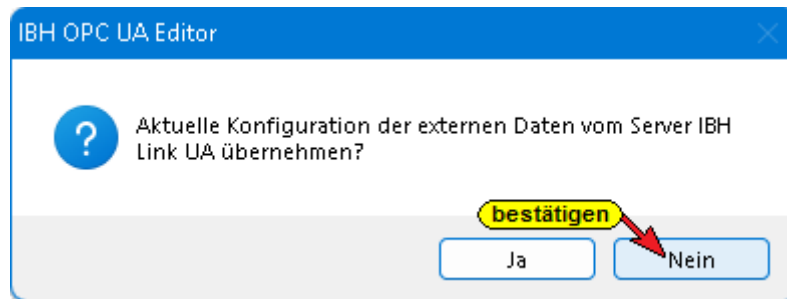 IBH OPC UA Editor
?
Aktuelle Konfiguration der externen Daten vom Server IBH
Link UA übernehmen?
bestätigen
Ja
Nein